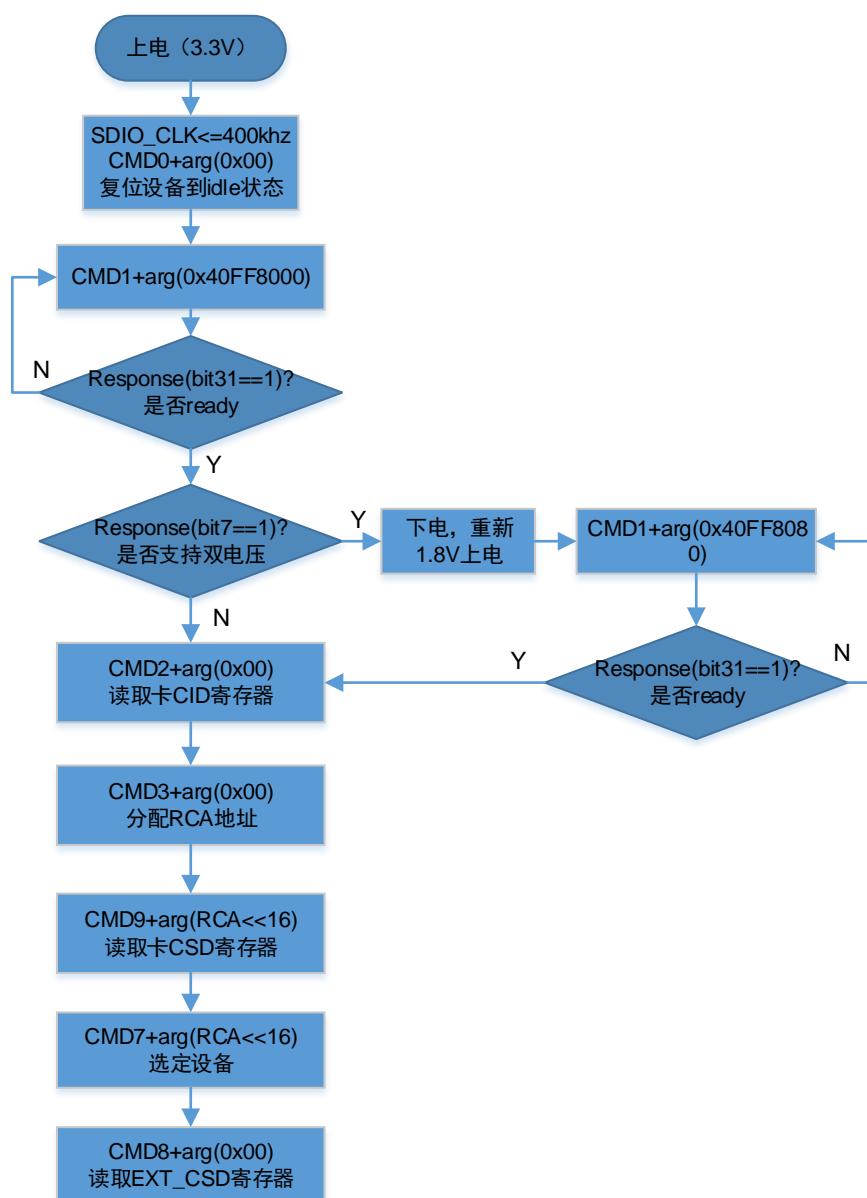 上电（3.3V）
SDIO_CLK<=400khz
CMD0+arg(0x00)
复位设备到idle状态
CMD1+arg(0x40FF8000)
N
Response(bit31==1)?
是否ready
Y
Response(bit7==1)?
是否支持双电压
Y
下电，重新
1.8V上电
CMD1+arg(0x40FF808
0)
N
CMD2+arg(0x00)
读取卡CID寄存器
Y
Response(bit31==1)?
是否ready
N
CMD3+arg(0x00)
分配RCA地址
CMD9+arg(RCA<<16)
读取卡CSD寄存器
CMD7+arg(RCA<<16)
选定设备
CMD8+arg(0x00)
读取EXT_CSD寄存器